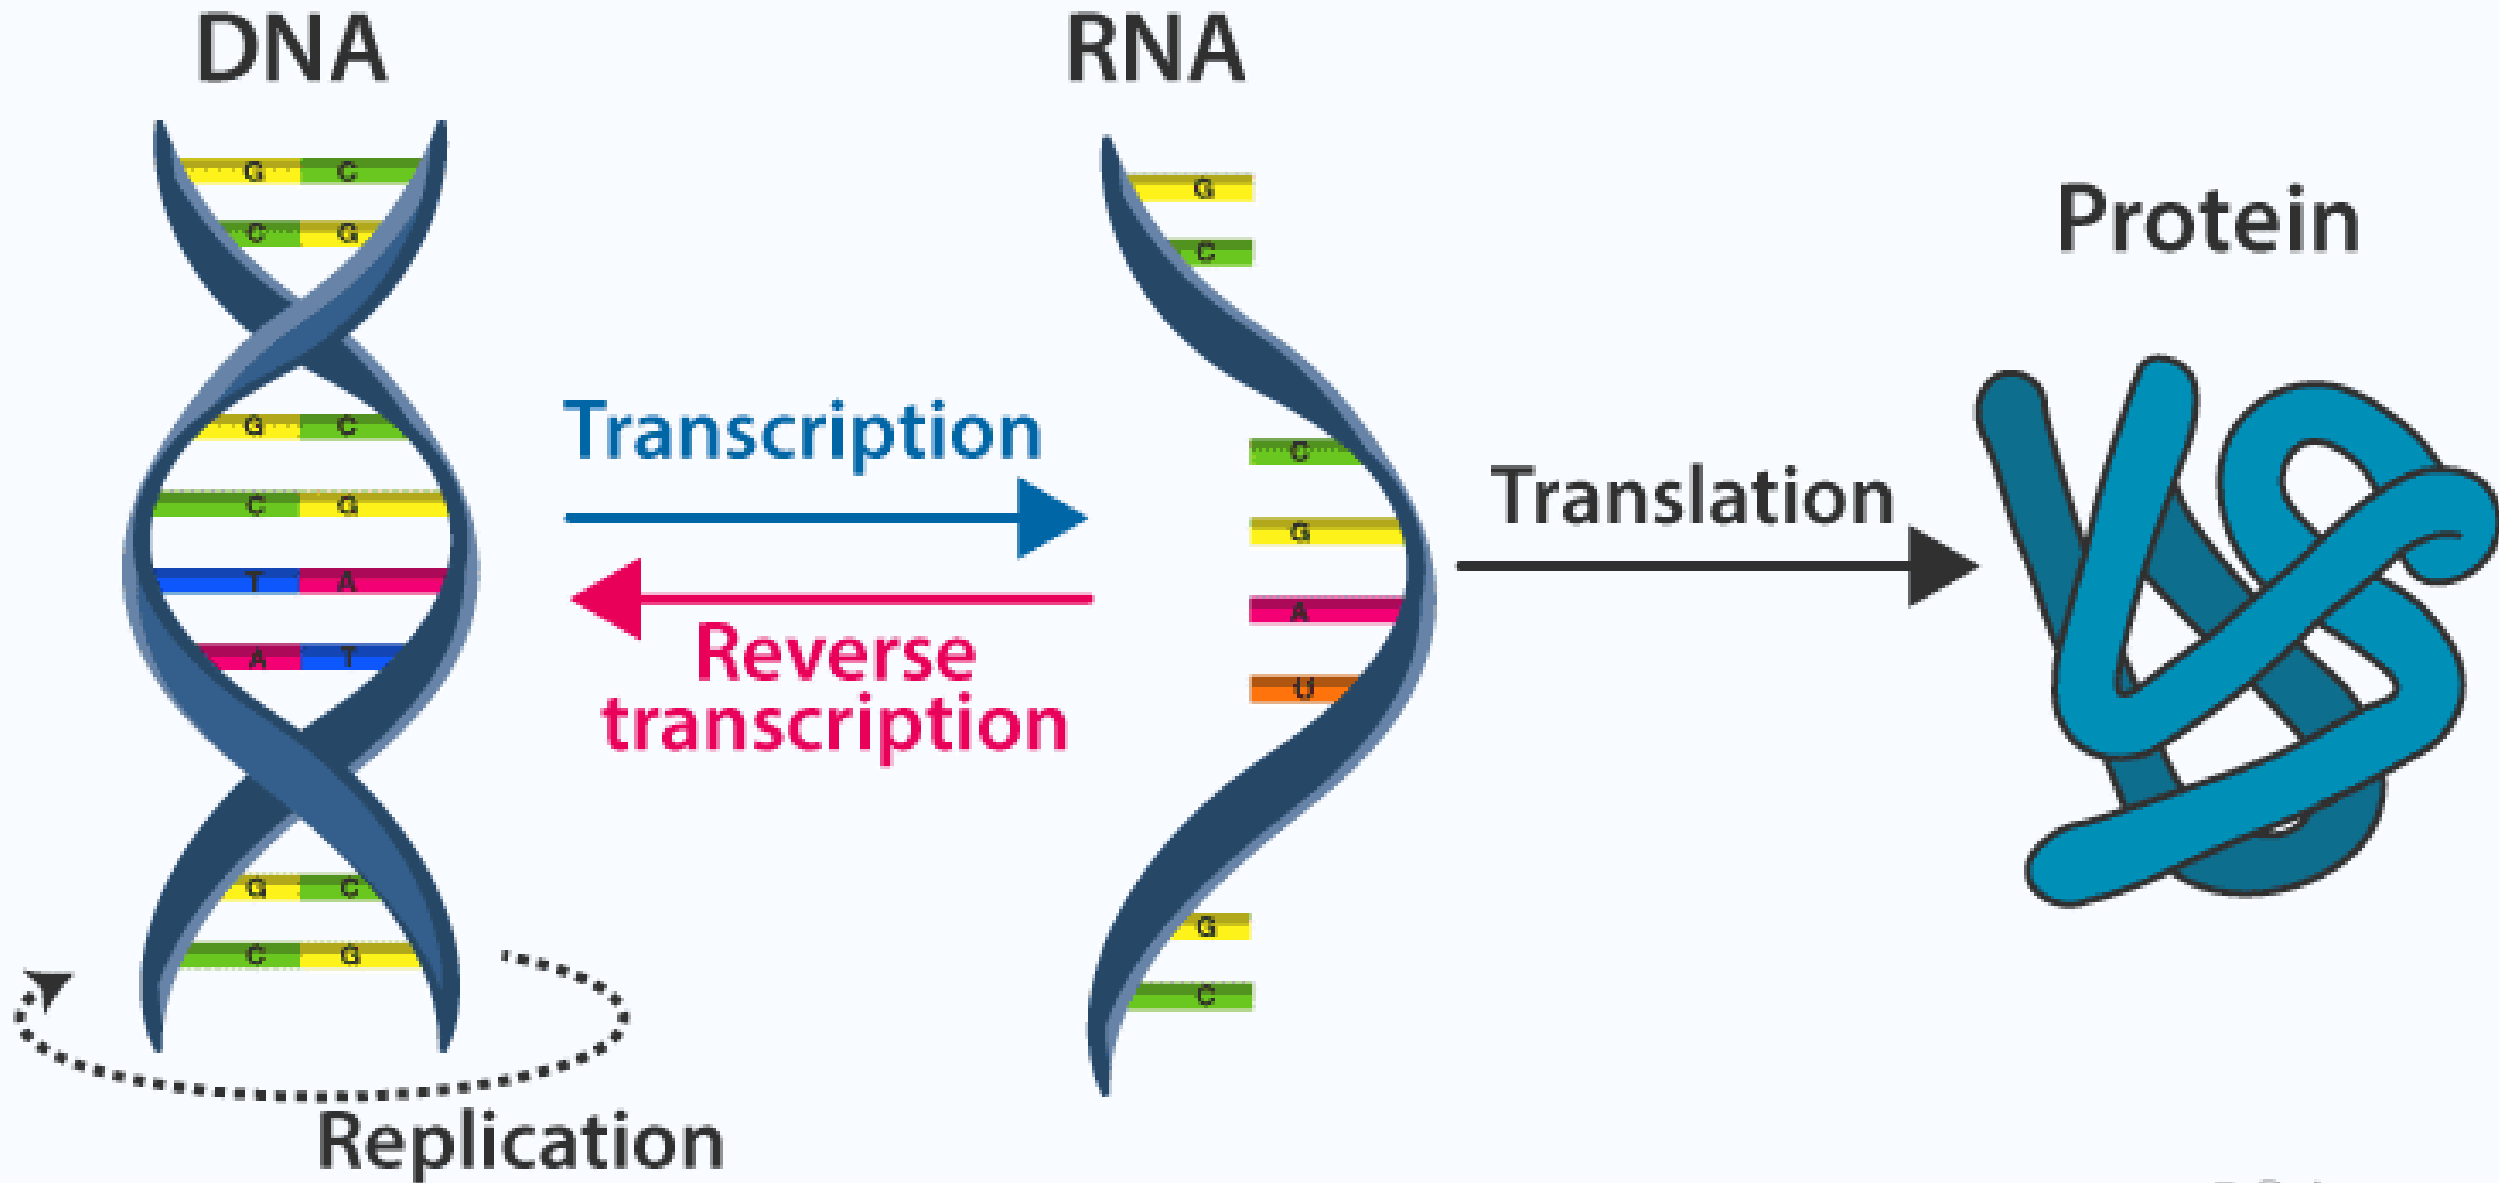 DNA
RNA
Protein
G C
C G
G C
C G
T A
A T
G C
C G
Transcription
Reverse
transcription
G
C
C
G
A
U
G
C
Translation
Replication